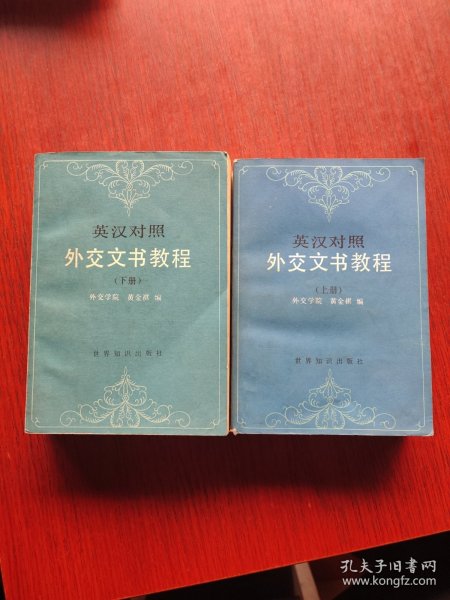 英汉对照
外交文书教程
(下册)
外交学院 黄金祺 编
世界知识出版社
英汉对照
外交文书教程
(上册)
外交学院 黄金祺 编
世界知识出版社
孔夫子旧书网
www.kongfz.com